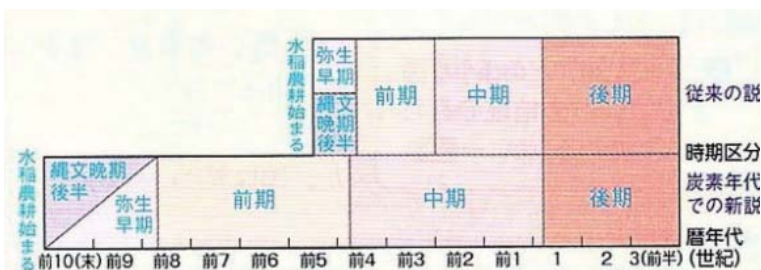 水稲農耕始まる
弥生早期
縄文晩期後半
前期
中期
後期
従来の説
時期区分
水稲農耕始まる
縄文晩期
後半
弥生
早期
前期
中期
後期
炭素年代
での新説
暦年代
前10(末) 前9 前8 前7 前6 前5 前4 前3 前2 前1 1 2 3(前半) (世紀)